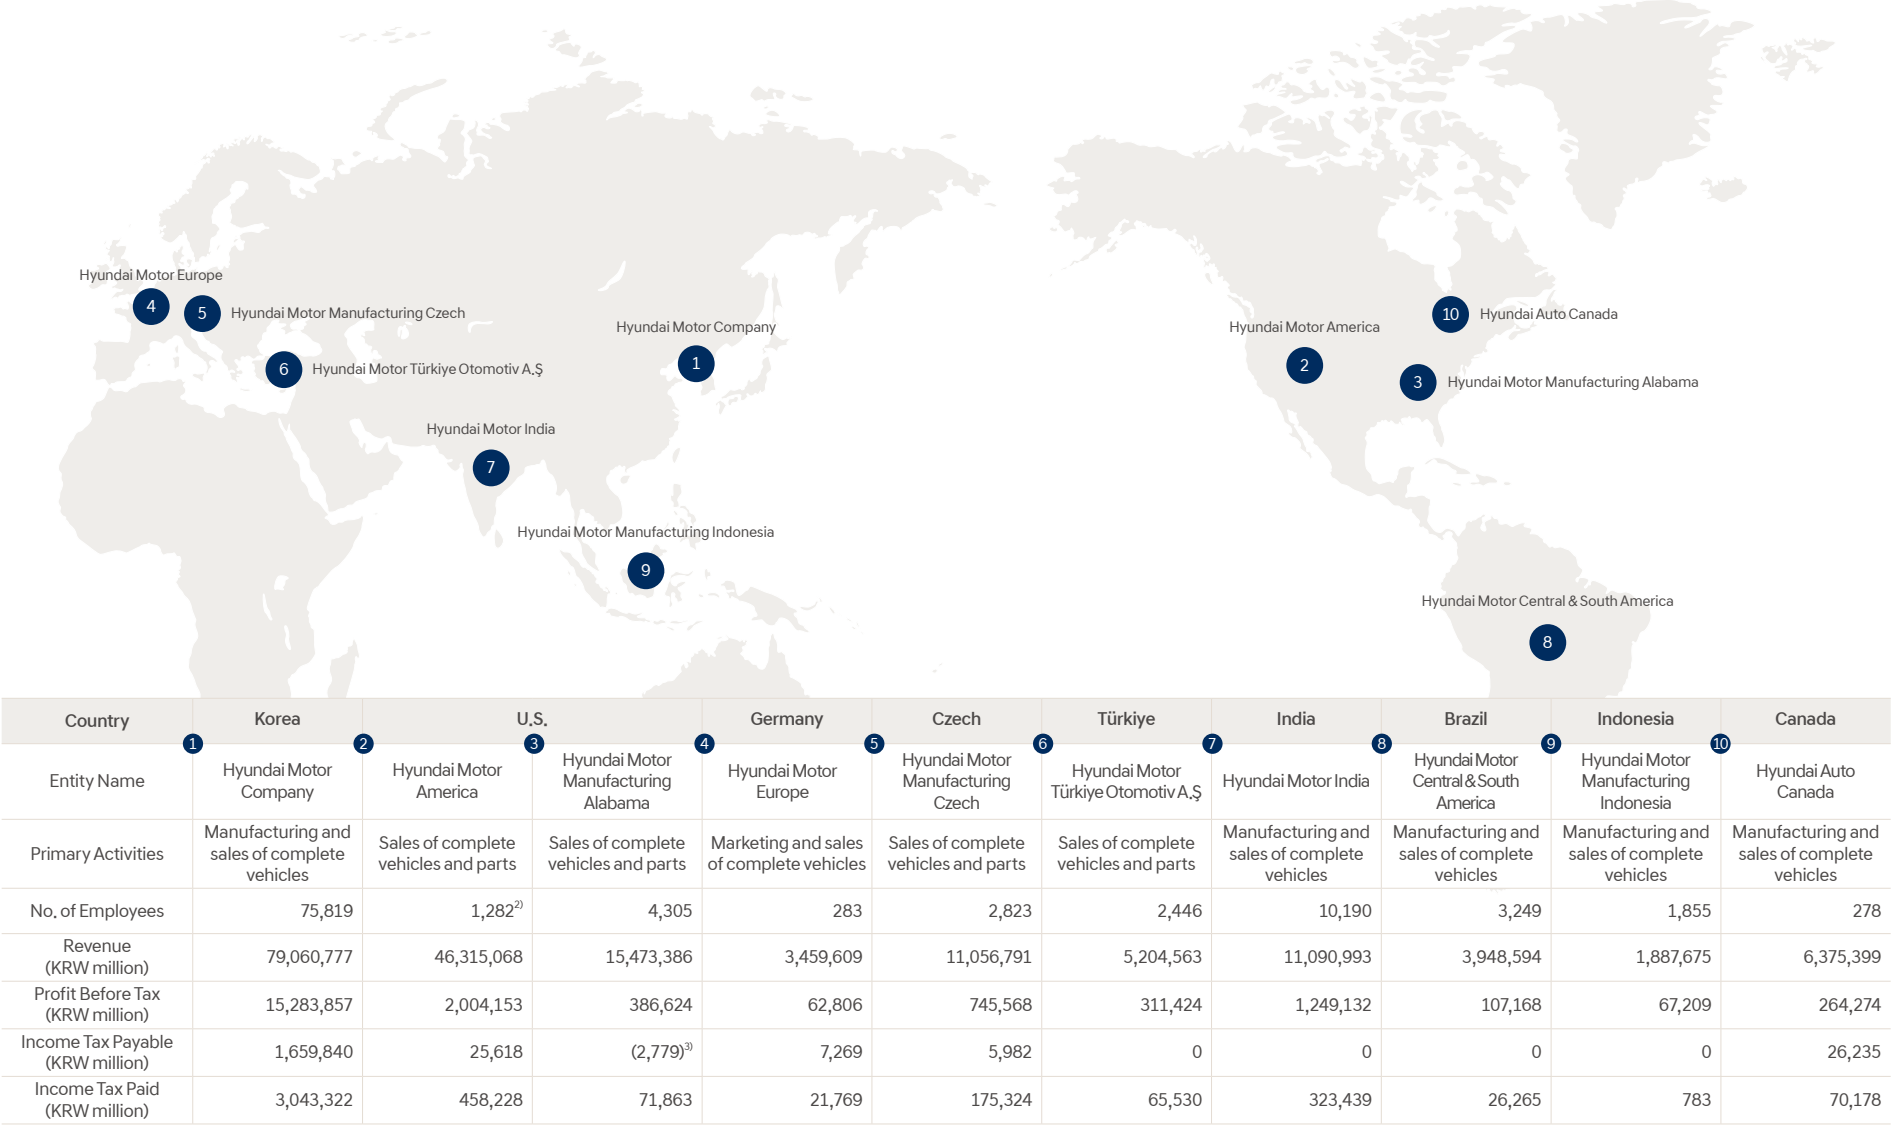 Hyundai Motor Europe
4
5
Hyundai Motor Manufacturing Czech
6
Hyundai Motor Türkiye Otomotiv A.Ş
Hyundai Motor Company
1
Hyundai Motor India
7
Hyundai Motor Manufacturing Indonesia
9
Hyundai Motor America
2
10
Hyundai Auto Canada
3
Hyundai Motor Manufacturing Alabama
Hyundai Motor Central & South America
8
Country Korea U.S. Germany Czech Türkiye India Brazil Indonesia Canada
1 2 3 4 5 6 7 8 9 10
Entity Name
Hyundai Motor
Company
Hyundai Motor
America
Hyundai Motor
Manufacturing
Alabama
Hyundai Motor
Europe
Hyundai Motor
Manufacturing
Czech
Hyundai Motor
Türkiye Otomotiv A.Ş
Hyundai Motor India
Hyundai Motor
Central & South
America
Hyundai Motor
Manufacturing
Indonesia
Hyundai Auto
Canada
Primary Activities
Manufacturing and
sales of complete
vehicles
Sales of complete
vehicles and parts
Sales of complete
vehicles and parts
Marketing and sales
of complete vehicles
Sales of complete
vehicles and parts
Sales of complete
vehicles and parts
Manufacturing and
sales of complete
vehicles
Manufacturing and
sales of complete
vehicles
Manufacturing and
sales of complete
vehicles
Manufacturing and
sales of complete
vehicles
No. of Employees 75,819 1,282²⁾ 4,305 283 2,823 2,446 10,190 3,249 1,855 278
Revenue
(KRW million) 79,060,777 46,315,068 15,473,386 3,459,609 11,056,791 5,204,563 11,090,993 3,948,594 1,887,675 6,375,399
Profit Before Tax
(KRW million) 15,283,857 2,004,153 386,624 62,806 745,568 311,424 1,249,132 107,168 67,209 264,274
Income Tax Payable
(KRW million) 1,659,840 25,618 (2,779)³⁾ 7,269 5,982 0 0 0 0 26,235
Income Tax Paid
(KRW million) 3,043,322 458,228 71,863 21,769 175,324 65,530 323,439 26,265 783 70,178